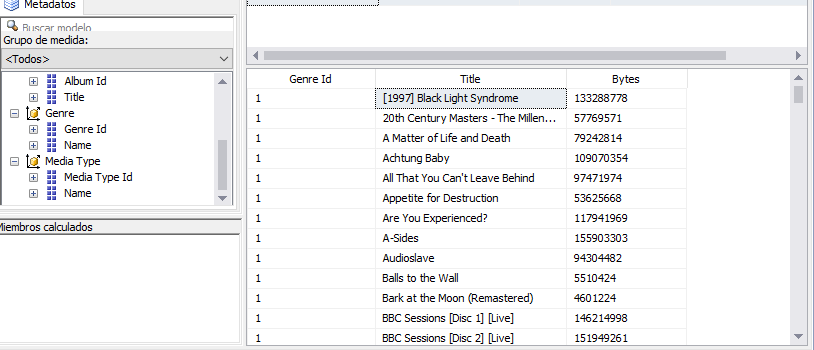 Metadatos
Buscar modelo
Grupo de medida:
<Todos>
Album Id
Title
Genre
Genre Id
Name
Media Type
Media Type Id
Name
Miembros calculados
Genre Id Title Bytes
1 [1997] Black Light Syndrome 133288778
1 20th Century Masters - The Millen... 57769571
1 A Matter of Life and Death 79242814
1 Achtung Baby 109070354
1 All That You Can't Leave Behind 97471974
1 Appetite for Destruction 53625668
1 Are You Experienced? 117941969
1 A-Sides 155903303
1 Audioslave 94304482
1 Balls to the Wall 5510424
1 Bark at the Moon (Remastered) 4601224
1 BBC Sessions [Disc 1] [Live] 146214998
1 BBC Sessions [Disc 2] [Live] 151949261